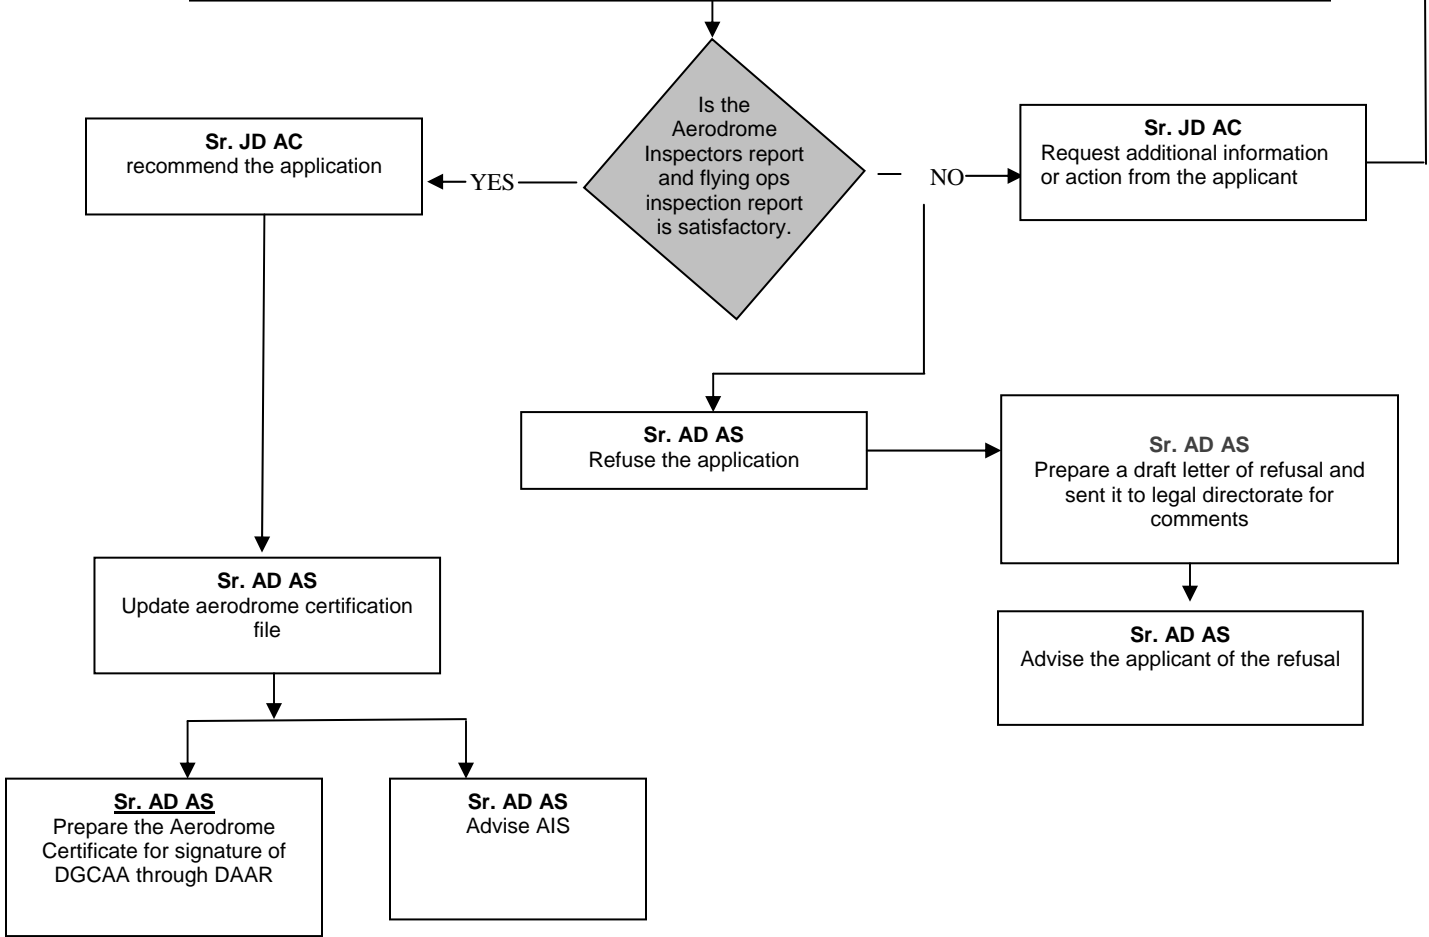 Is the
Aerodrome
Inspectors report
and flying ops
inspection report
is satisfactory.
Sr. JD AC
recommend the application
YES
NO
Sr. JD AC
Request additional information
or action from the applicant
Sr. AD AS
Refuse the application
Sr. AD AS
Prepare a draft letter of refusal and
sent it to legal directorate for
comments
Sr. AD AS
Update aerodrome certification
file
Sr. AD AS
Advise the applicant of the refusal
Sr. AD AS
Prepare the Aerodrome
Certificate for signature of
DGCAA through DAAR
Sr. AD AS
Advise AIS